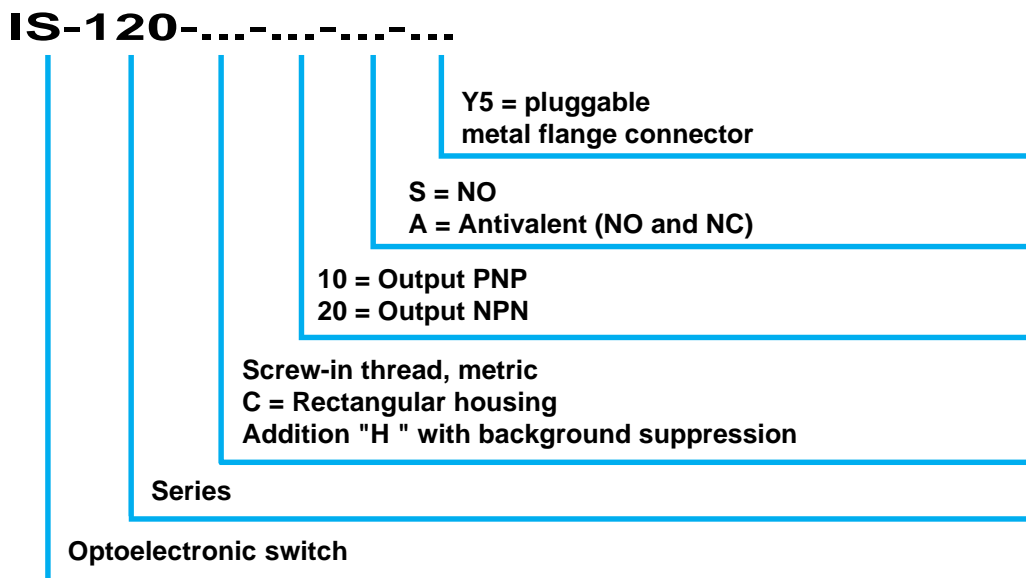 IS-120-...-...-...-...
Y5 = pluggable
metal flange connector
S = NO
A = Antivalent (NO and NC)
10 = Output PNP
20 = Output NPN
Screw-in thread, metric
C = Rectangular housing
Addition "H " with background suppression
Series
Optoelectronic switch